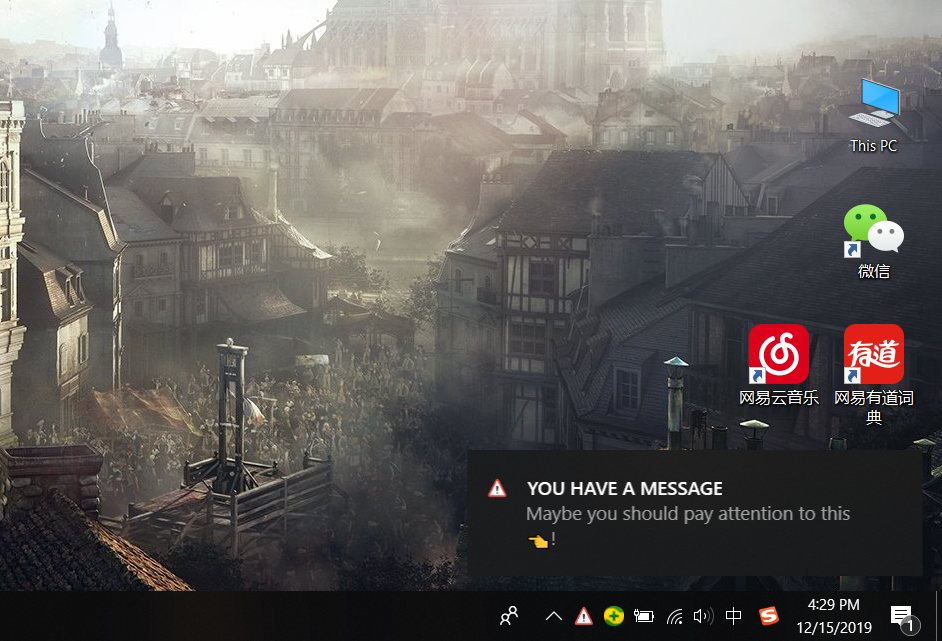 This PC
微信
网易云音乐
有道
网易有道词
典
YOU HAVE A MESSAGE
Maybe you should pay attention to this
👈!
中
S
4:29 PM
12/15/2019
1